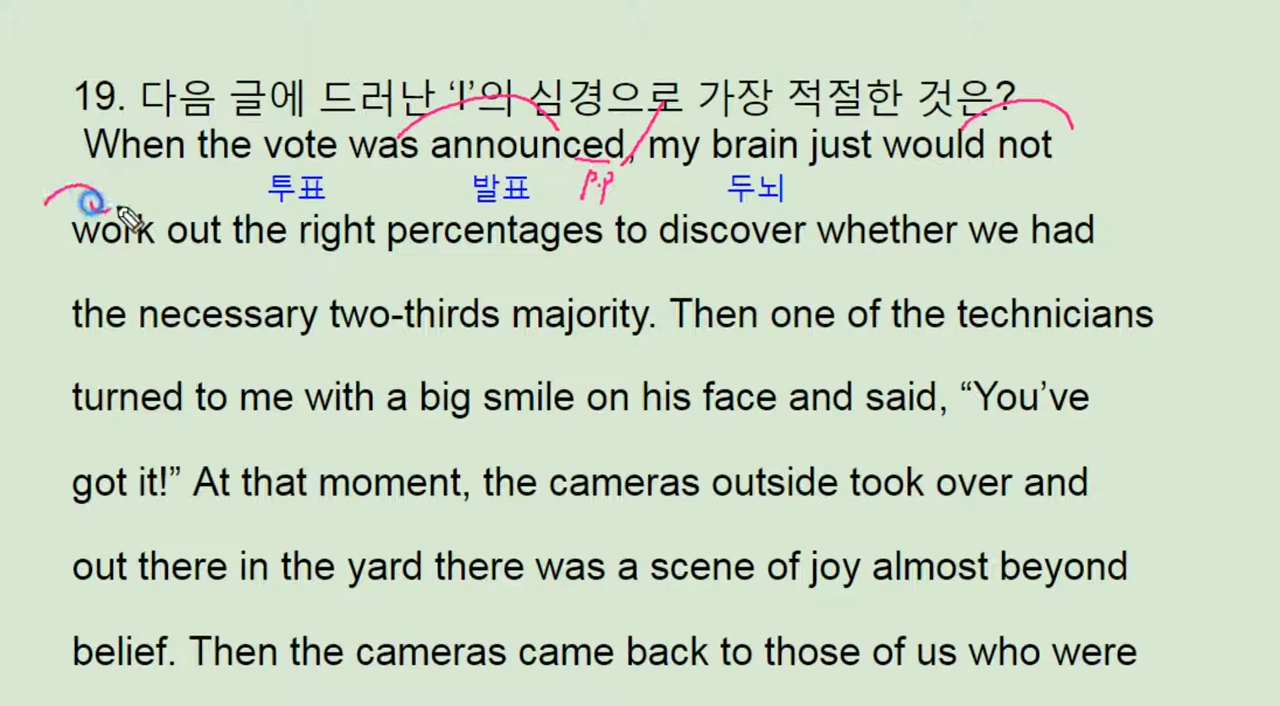 19. 다음 글에 드러난 ‘I’의 심경으로 가장 적절한 것은?
When the vote was announced, my brain just would not
투표 발표 p.p 두뇌
work out the right percentages to discover whether we had
the necessary two-thirds majority. Then one of the technicians
turned to me with a big smile on his face and said, “You’ve
got it!” At that moment, the cameras outside took over and
out there in the yard there was a scene of joy almost beyond
belief. Then the cameras came back to those of us who were